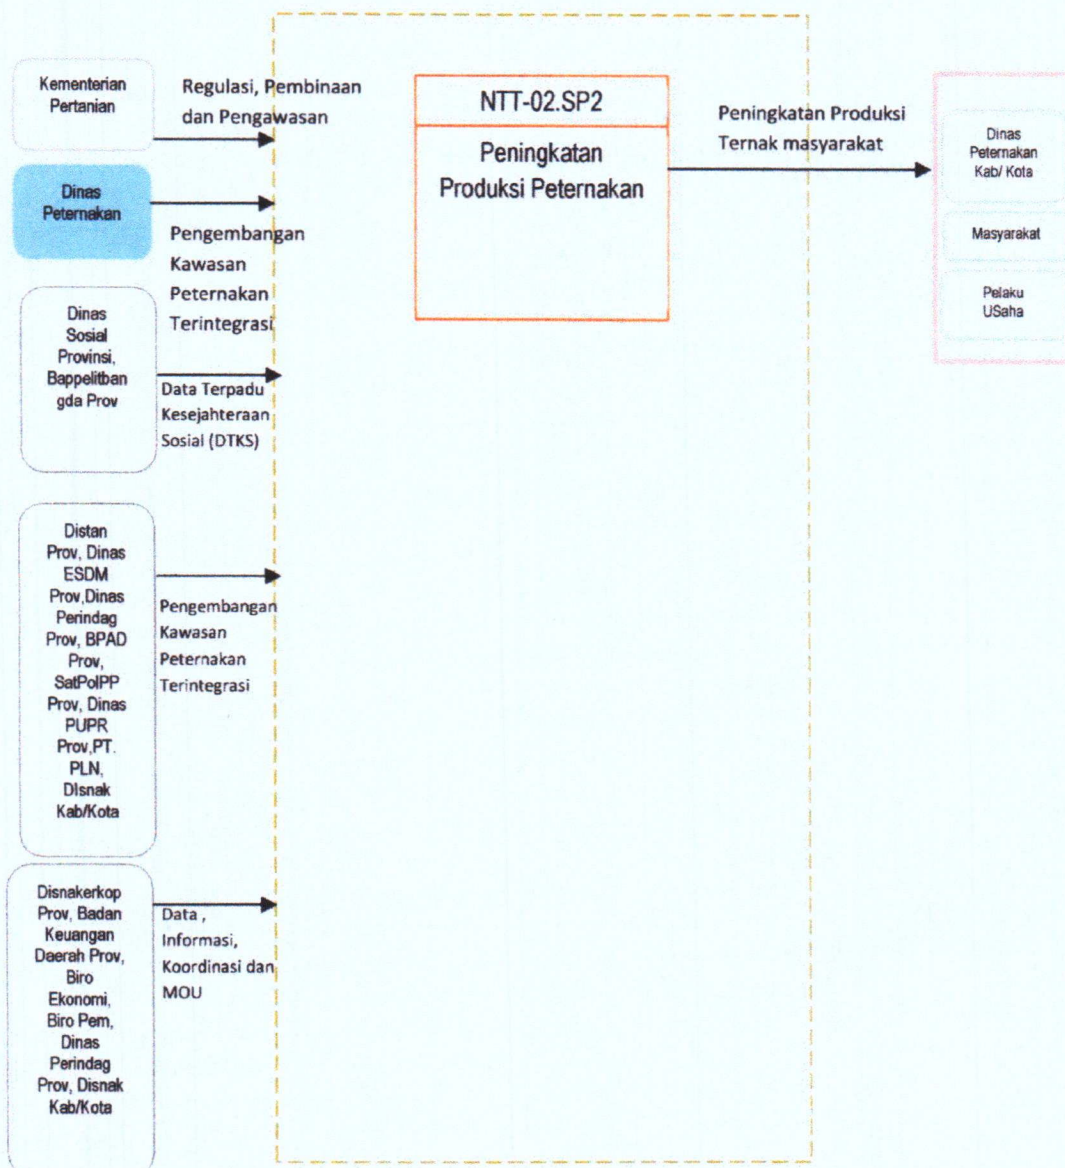 Kementerian
Pertanian
Regulasi, Pembinaan
dan Pengawasan
NTT-02.SP2
Peningkatan
Produksi Peternakan
Peningkatan Produksi
Ternak masyarakat
Dinas
Peternakan
Kab/ Kota
Masyarakat
Pelaku
USaha
Dinas
Peternakan
Pengembangan
Kawasan
Peternakan
Terintegrasi
Dinas
Sosial
Provinsi,
Bappelitban
gda Prov
Data Terpadu
Kesejahteraan
Sosial (DTKS)
Distan
Prov, Dinas
ESDM
Prov,Dinas
Perindag
Prov, BPAD
Prov,
SatPolPP
Prov, Dinas
PUPR
Prov,PT.
PLN,
DIsnak
Kab/Kota
Pengembangan
Kawasan
Peternakan
Terintegrasi
Disnakerkop
Prov, Badan
Keuangan
Daerah Prov,
Biro
Ekonomi,
Biro Pem,
Dinas
Perindag
Prov, Disnak
Kab/Kota
Data ,
Informasi,
Koordinasi dan
MOU